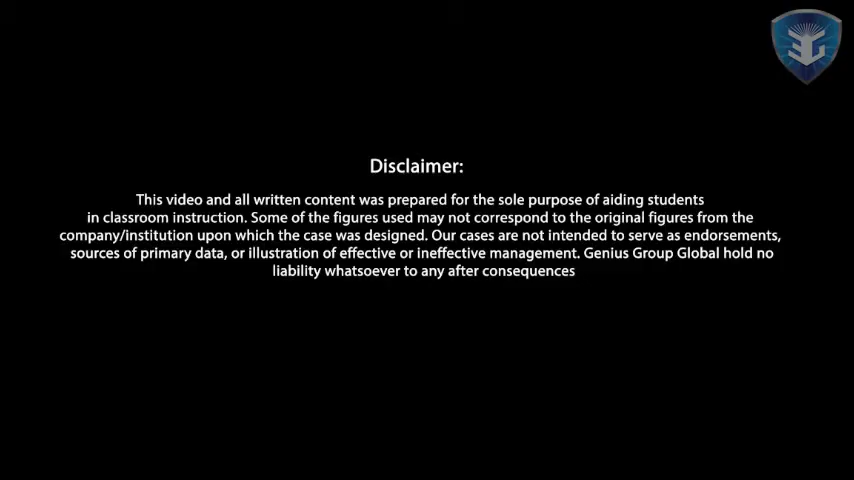 Disclaimer:
This video and all written content was prepared for the sole purpose of aiding students
in classroom instruction. Some of the figures used may not correspond to the original figures from the
company/institution upon which the case was designed. Our cases are not intended to serve as endorsements,
sources of primary data, or illustration of effective or ineffective management. Genius Group Global hold no
liability whatsoever to any after consequences